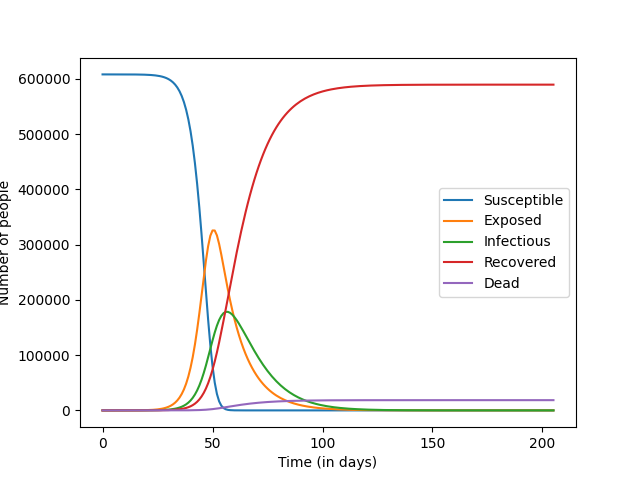 600000
500000
400000
300000
200000
100000
0
Number of people
0
50
100
150
200
Time (in days)
Susceptible
Exposed
Infectious
Recovered
Dead